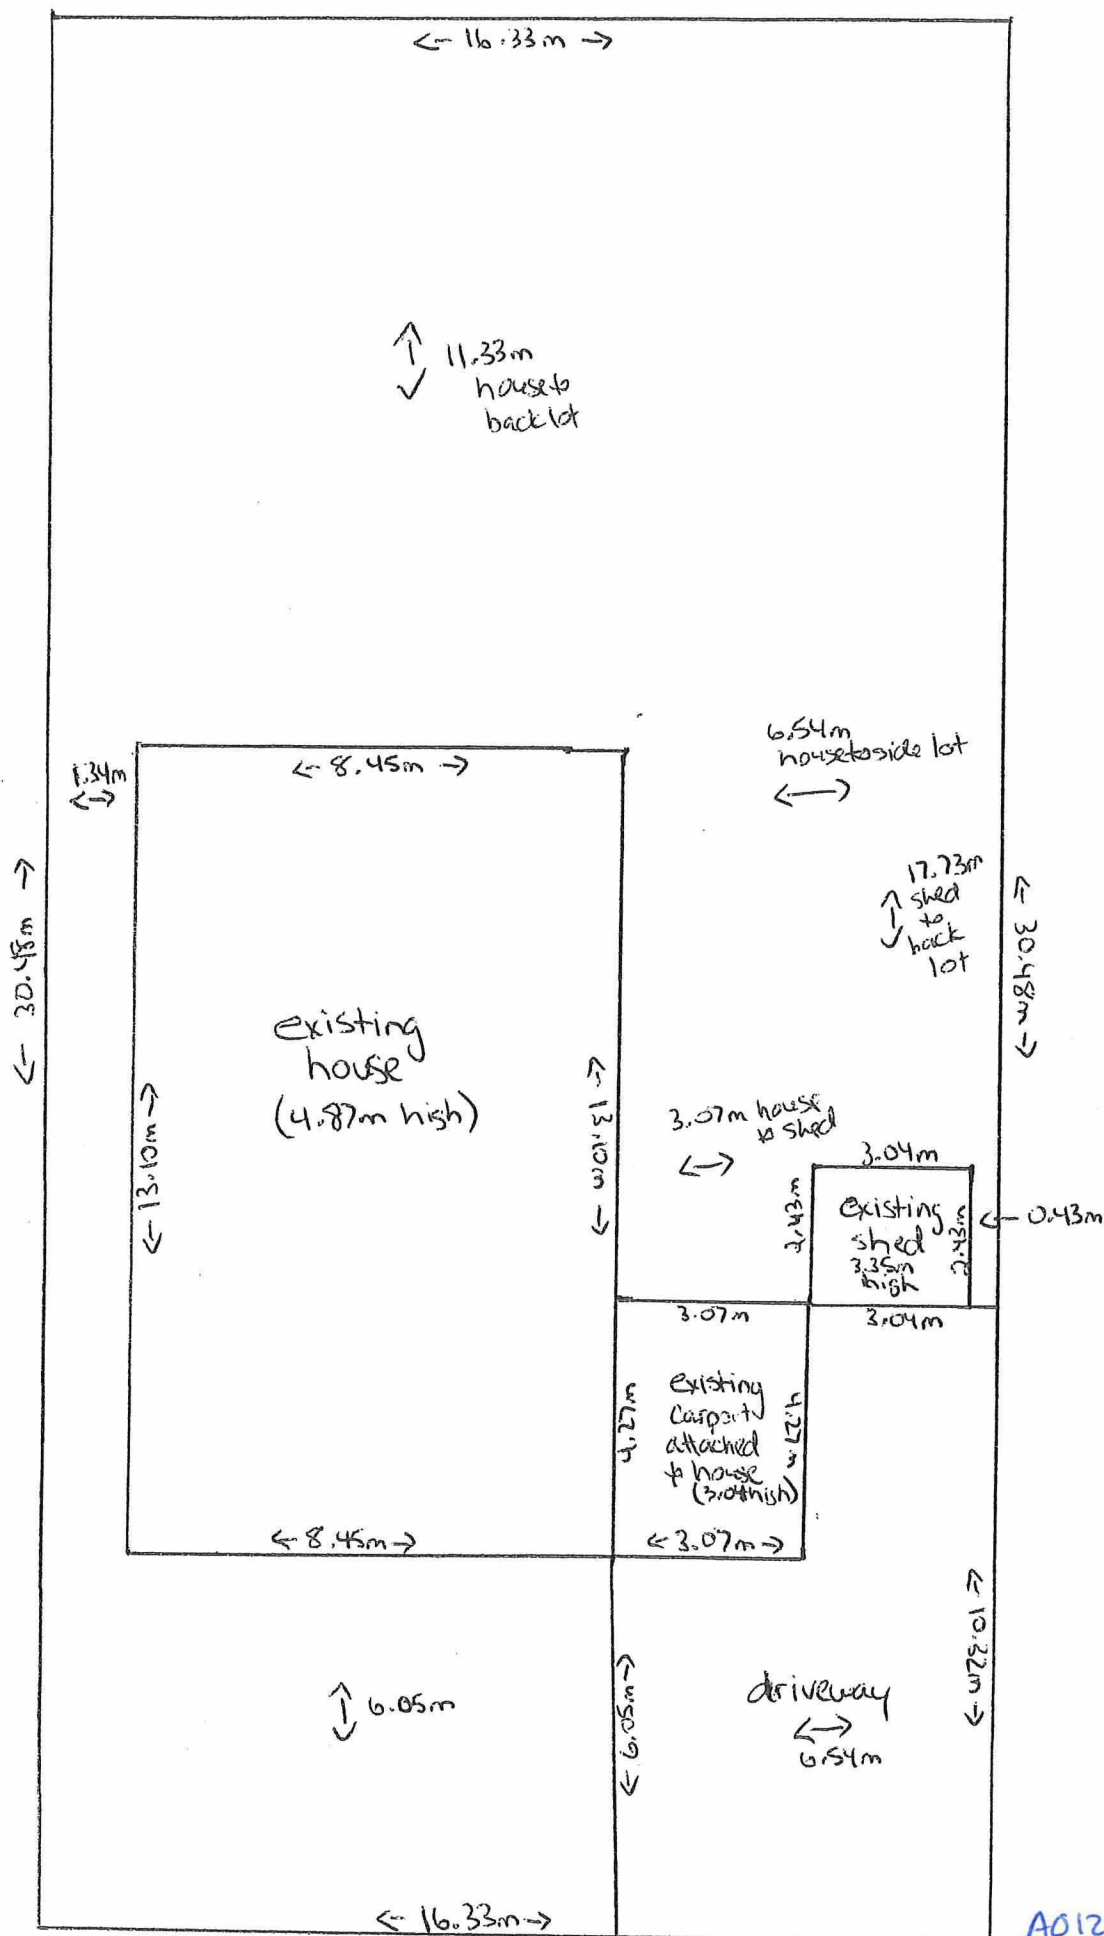 ← 16.33m →
↑ 11.33m
↓ house to
back lot
6.54m
house to side lot
← 8.45m →
1.34m
17.73m
shed
to
back
lot
← 30.48m →
← 30.48m →
existing
house
(4.87m high)
← 13.10m →
← 13.10m →
3.07m house
to shed
3.04m
2.43m
existing
shed
3.35m
high
2.43m
← 0.43m
3.07m
3.04m
4.27m
existing
carport
attached
to house
(3.04high)
4.27m
← 8.45m →
← 3.07m →
← 10.32m →
6.05m
← 6.05m →
driveway
6.54m
← 16.33m →
A012